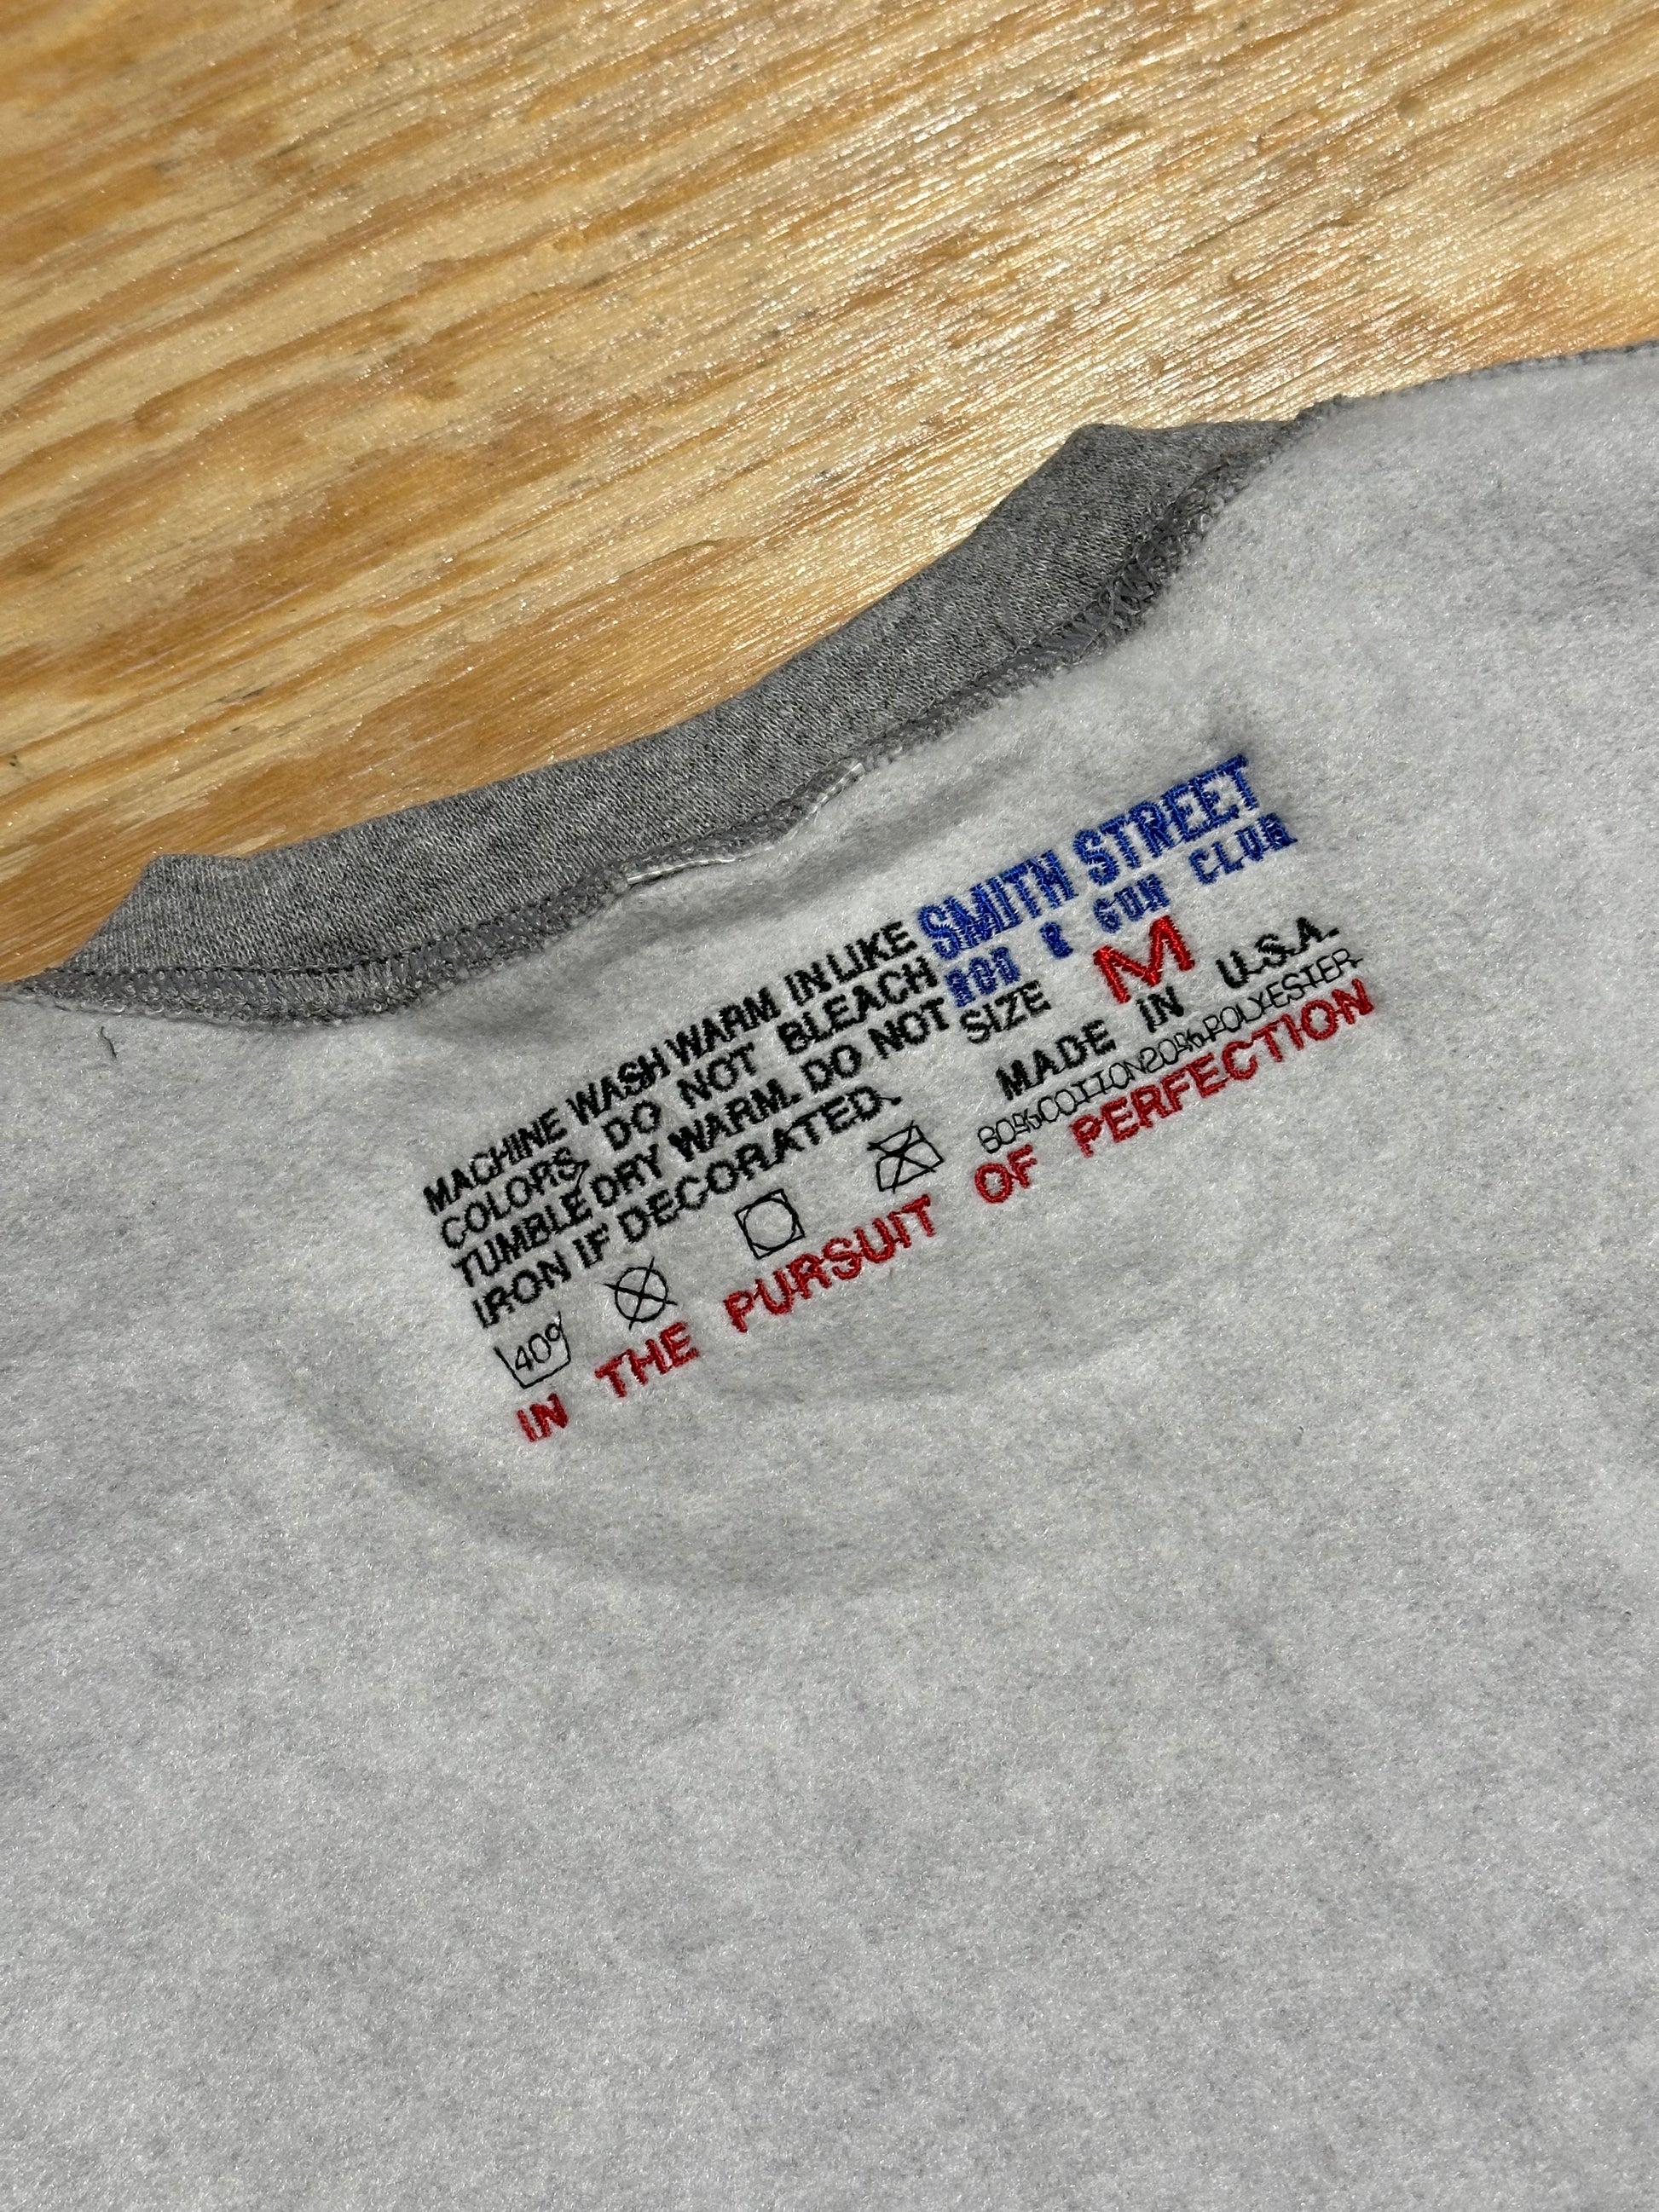 MACHINE WASH WARM IN LIKE
COLORS. DO NOT BLEACH
TUMBLE DRY WARM. DO NOT
IRON IF DECORATED.
40°
SMITH STREET
ROD & GUN CLUB
SIZE M
MADE IN U.S.A.
80%COTTON20%POLYESTER
IN THE PURSUIT OF PERFECTION